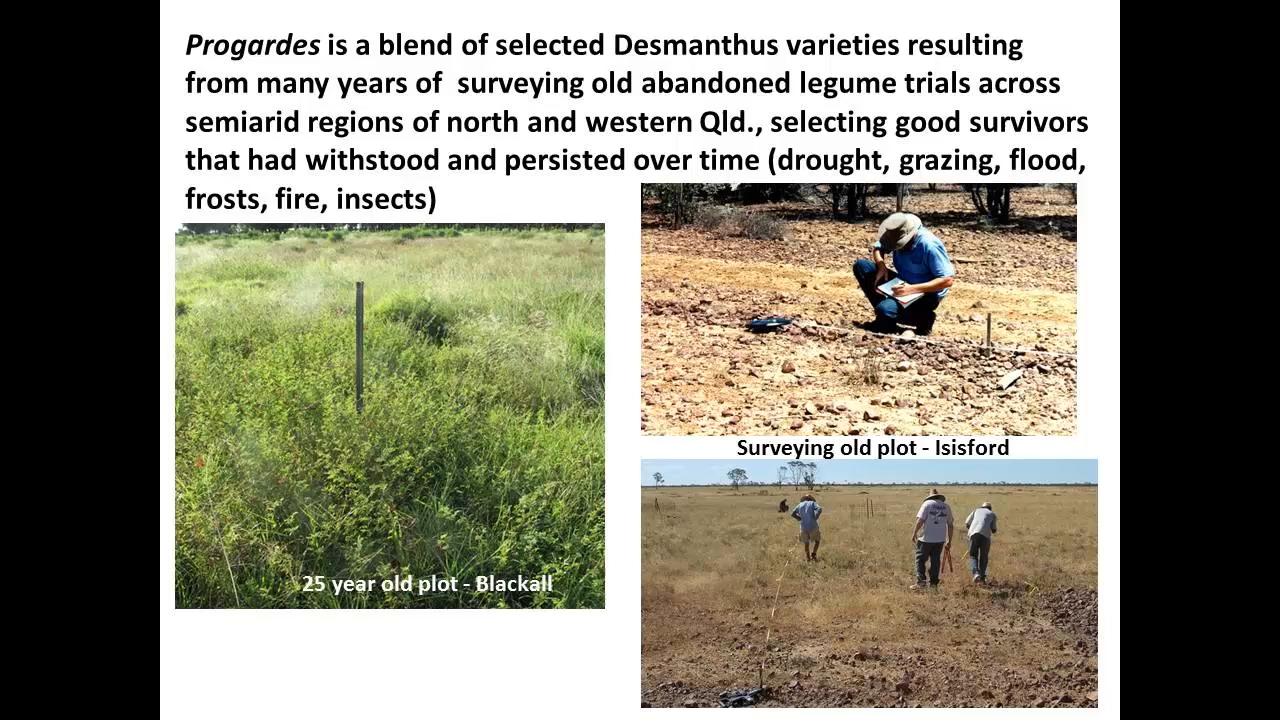 Progardes is a blend of selected Desmanthus varieties resulting
from many years of  surveying old abandoned legume trials across
semiarid regions of north and western Qld., selecting good survivors
that had withstood and persisted over time (drought, grazing, flood,
frosts, fire, insects)
Surveying old plot - Isisford
25 year old plot - Blackall